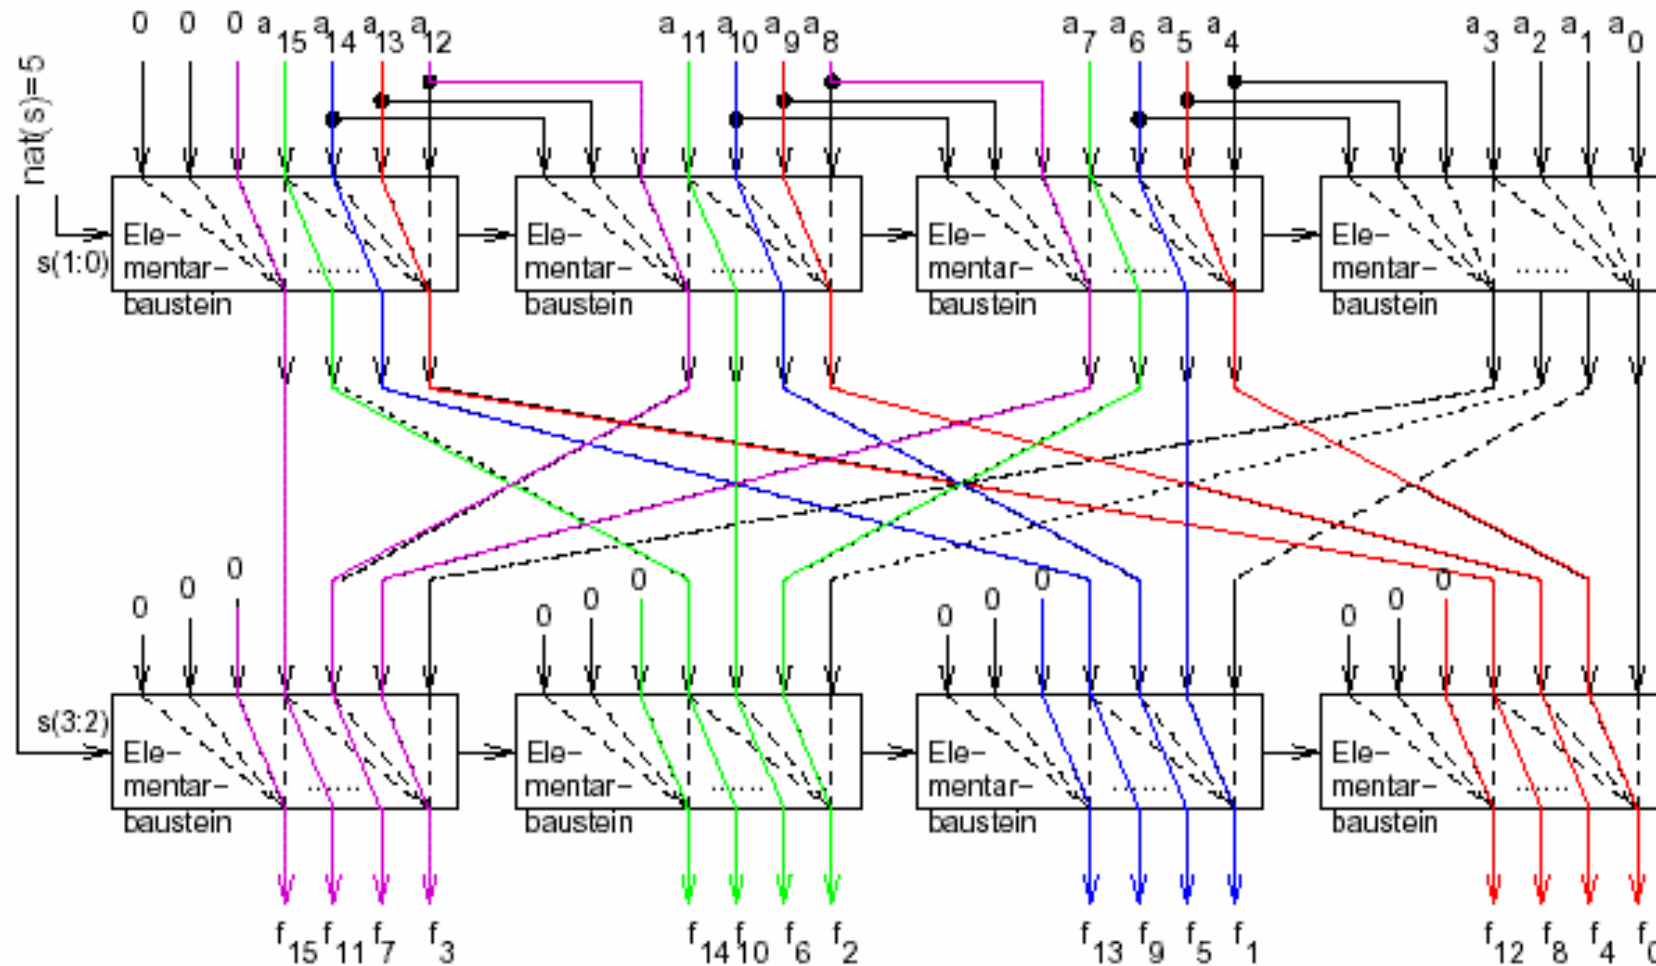 0 0 0 a15 a14 a13 a12 a11 a10 a9 a8 a7 a6 a5 a4 a3 a2 a1 a0
nat(s)=5
s(1:0)
Ele–
mentar– ......
baustein
Ele–
mentar– ......
baustein
Ele–
mentar– ......
baustein
Ele–
mentar– ......
baustein
0 0 0 0 0 0 0 0 0 0 0 0
s(3:2)
Ele–
mentar– ......
baustein
Ele–
mentar– ......
baustein
Ele–
mentar– ......
baustein
Ele–
mentar– ......
baustein
f15 f11 f7 f3 f14 f10 f6 f2 f13 f9 f5 f1 f12 f8 f4 f0